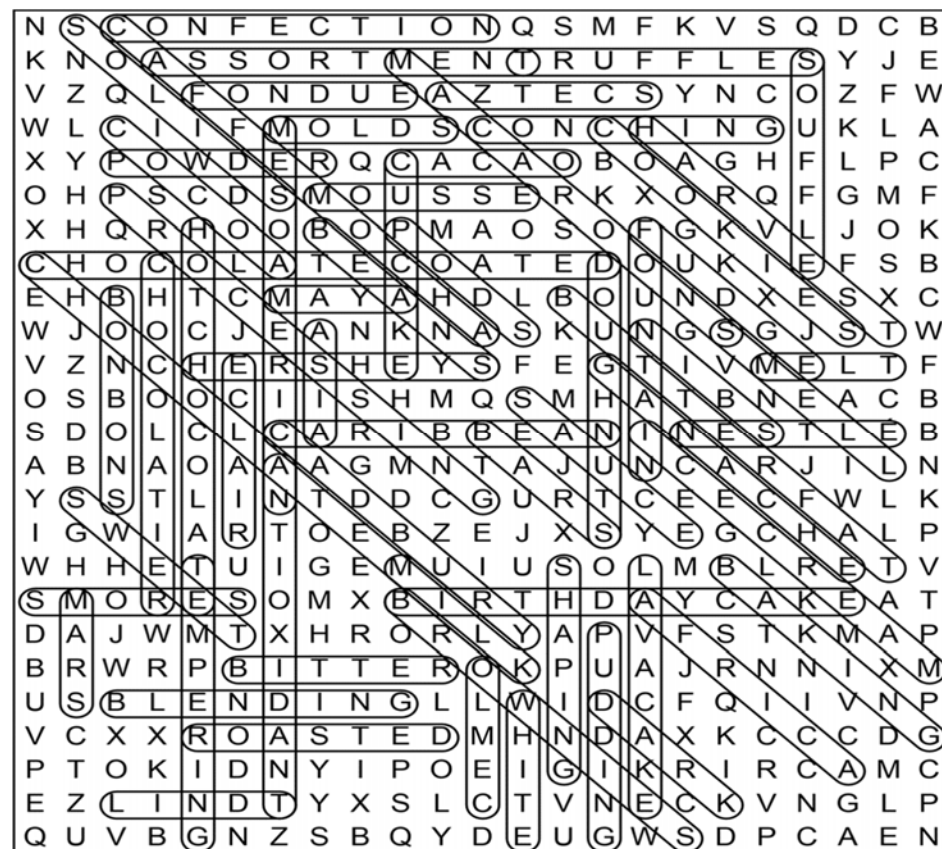 N S C O N F E C T I O N Q S M F K V S Q D C B
K N O A S S O R T M E N T R U F F L E S Y J E
V Z Q L F O N D U E A Z T E C S Y N C O Z F W
W L C I I F M O L D S C O N C H I N G U K L A
X Y P O W D E R Q C A C A O B O A G H F L P C
O H P S C D S M O U S S E R K X O R Q F G M F
X H Q R H O O B O P M A O S O F G K V L J O K
C H O C O L A T E C O A T E D O U K I E F S B
E H B H T C M A Y A H D L B O U N D X E S X C
W J O O C J E A N K N A S K U N G S G J S T W
V Z N C H E R S H E Y S F E G T I V M E L T F
O S B O O C I I S H M Q S M H A T B N E A C B
S D O L C L C A R I B B E A N I N E S T L E B
A B N A O A A A G M N T A J U N C A R J I L N
Y S S T L I N T D D C G U R T C E E C F W L K
I G W I A R T O E B Z E J X S Y E G C H A L P
W H H E T U I G E M U I U S O L M B L R E T V
S M O R E S O M X B I R T H D A Y C A K E A T
D A J W M T X H R O R L Y A P V F S T K M A P
B R W R P B I T T E R O K P U A J R N N I X M
U S B L E N D I N G L L W I D C F Q I I V N P
V C X X R O A S T E D M H N D A X K C C C D G
P T O K I D N Y I P O E I G I K R I R C A M C
E Z L I N D T Y X S L C T V N E C K V N G L P
Q U V B G N Z S B Q Y D E U G W S D P C A E N